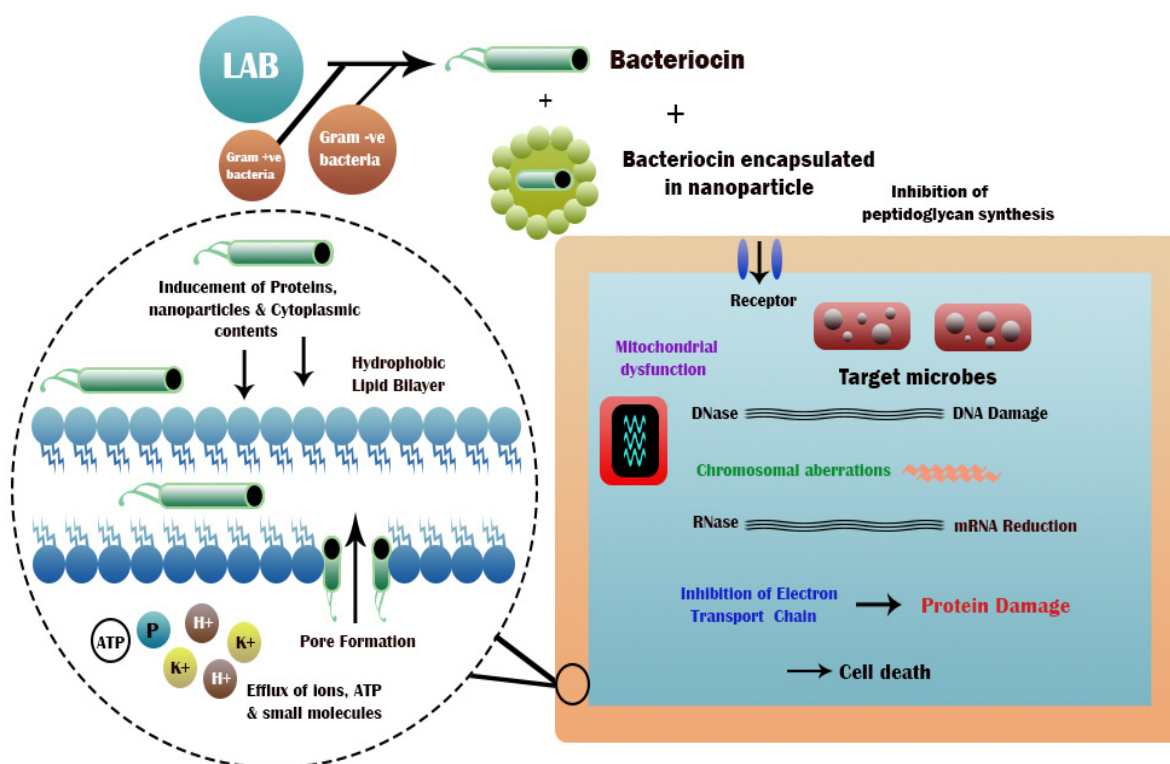 LAB
Gram +ve
bacteria
Gram -ve
bacteria
Bacteriocin
+
+
Bacteriocin encapsulated
in nanoparticle
Inhibition of
peptidoglycan synthesis
Inducement of Proteins,
nanoparticles & Cytoplasmic
contents
Hydrophobic
Lipid Bilayer
ATP
P
H+
K+
K+
H+
Pore Formation
Efflux of ions, ATP
& small molecules
Receptor
Mitochondrial
dysfunction
Target microbes
DNase
DNA Damage
Chromosomal aberrations
RNase
mRNA Reduction
Inhibition of Electron
Transport Chain
Protein Damage
Cell death